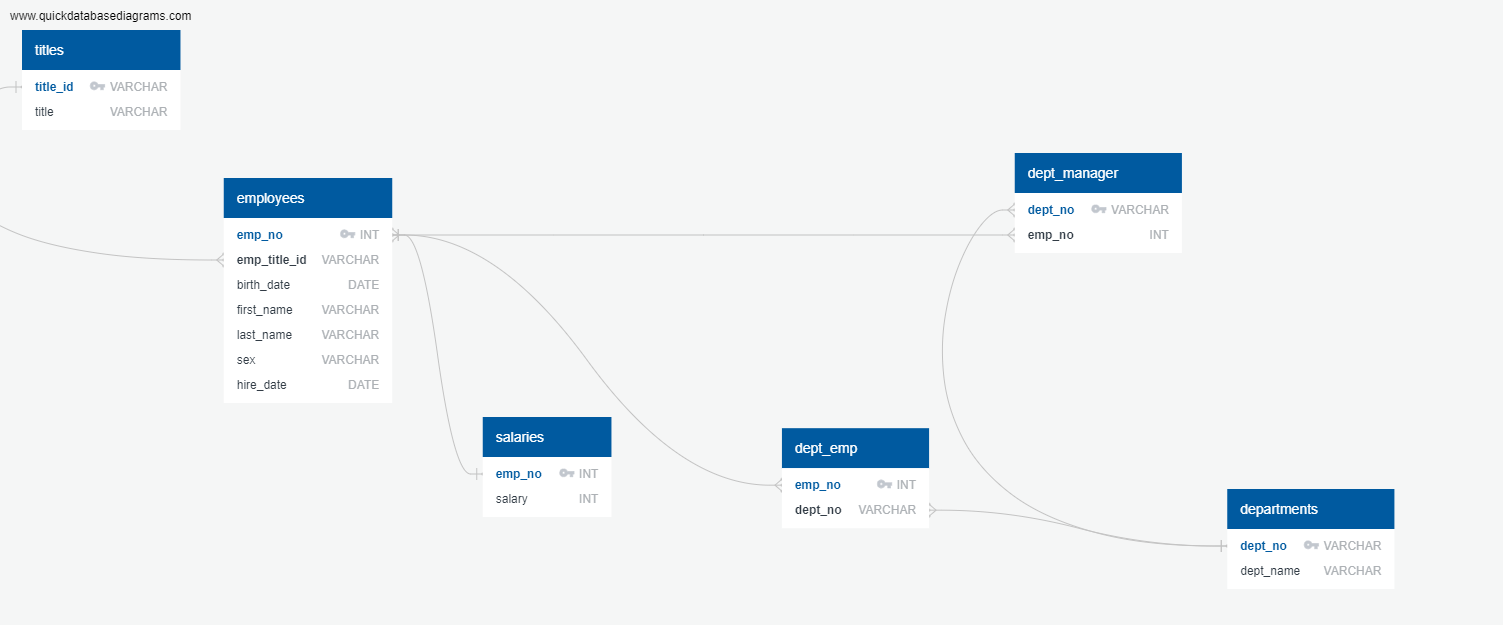 www.quickdatabasediagrams.com
titles
title_id VARCHAR
title VARCHAR
employees
emp_no INT
emp_title_id VARCHAR
birth_date DATE
first_name VARCHAR
last_name VARCHAR
sex VARCHAR
hire_date DATE
dept_manager
dept_no VARCHAR
emp_no INT
salaries
emp_no INT
salary INT
dept_emp
emp_no INT
dept_no VARCHAR
departments
dept_no VARCHAR
dept_name VARCHAR